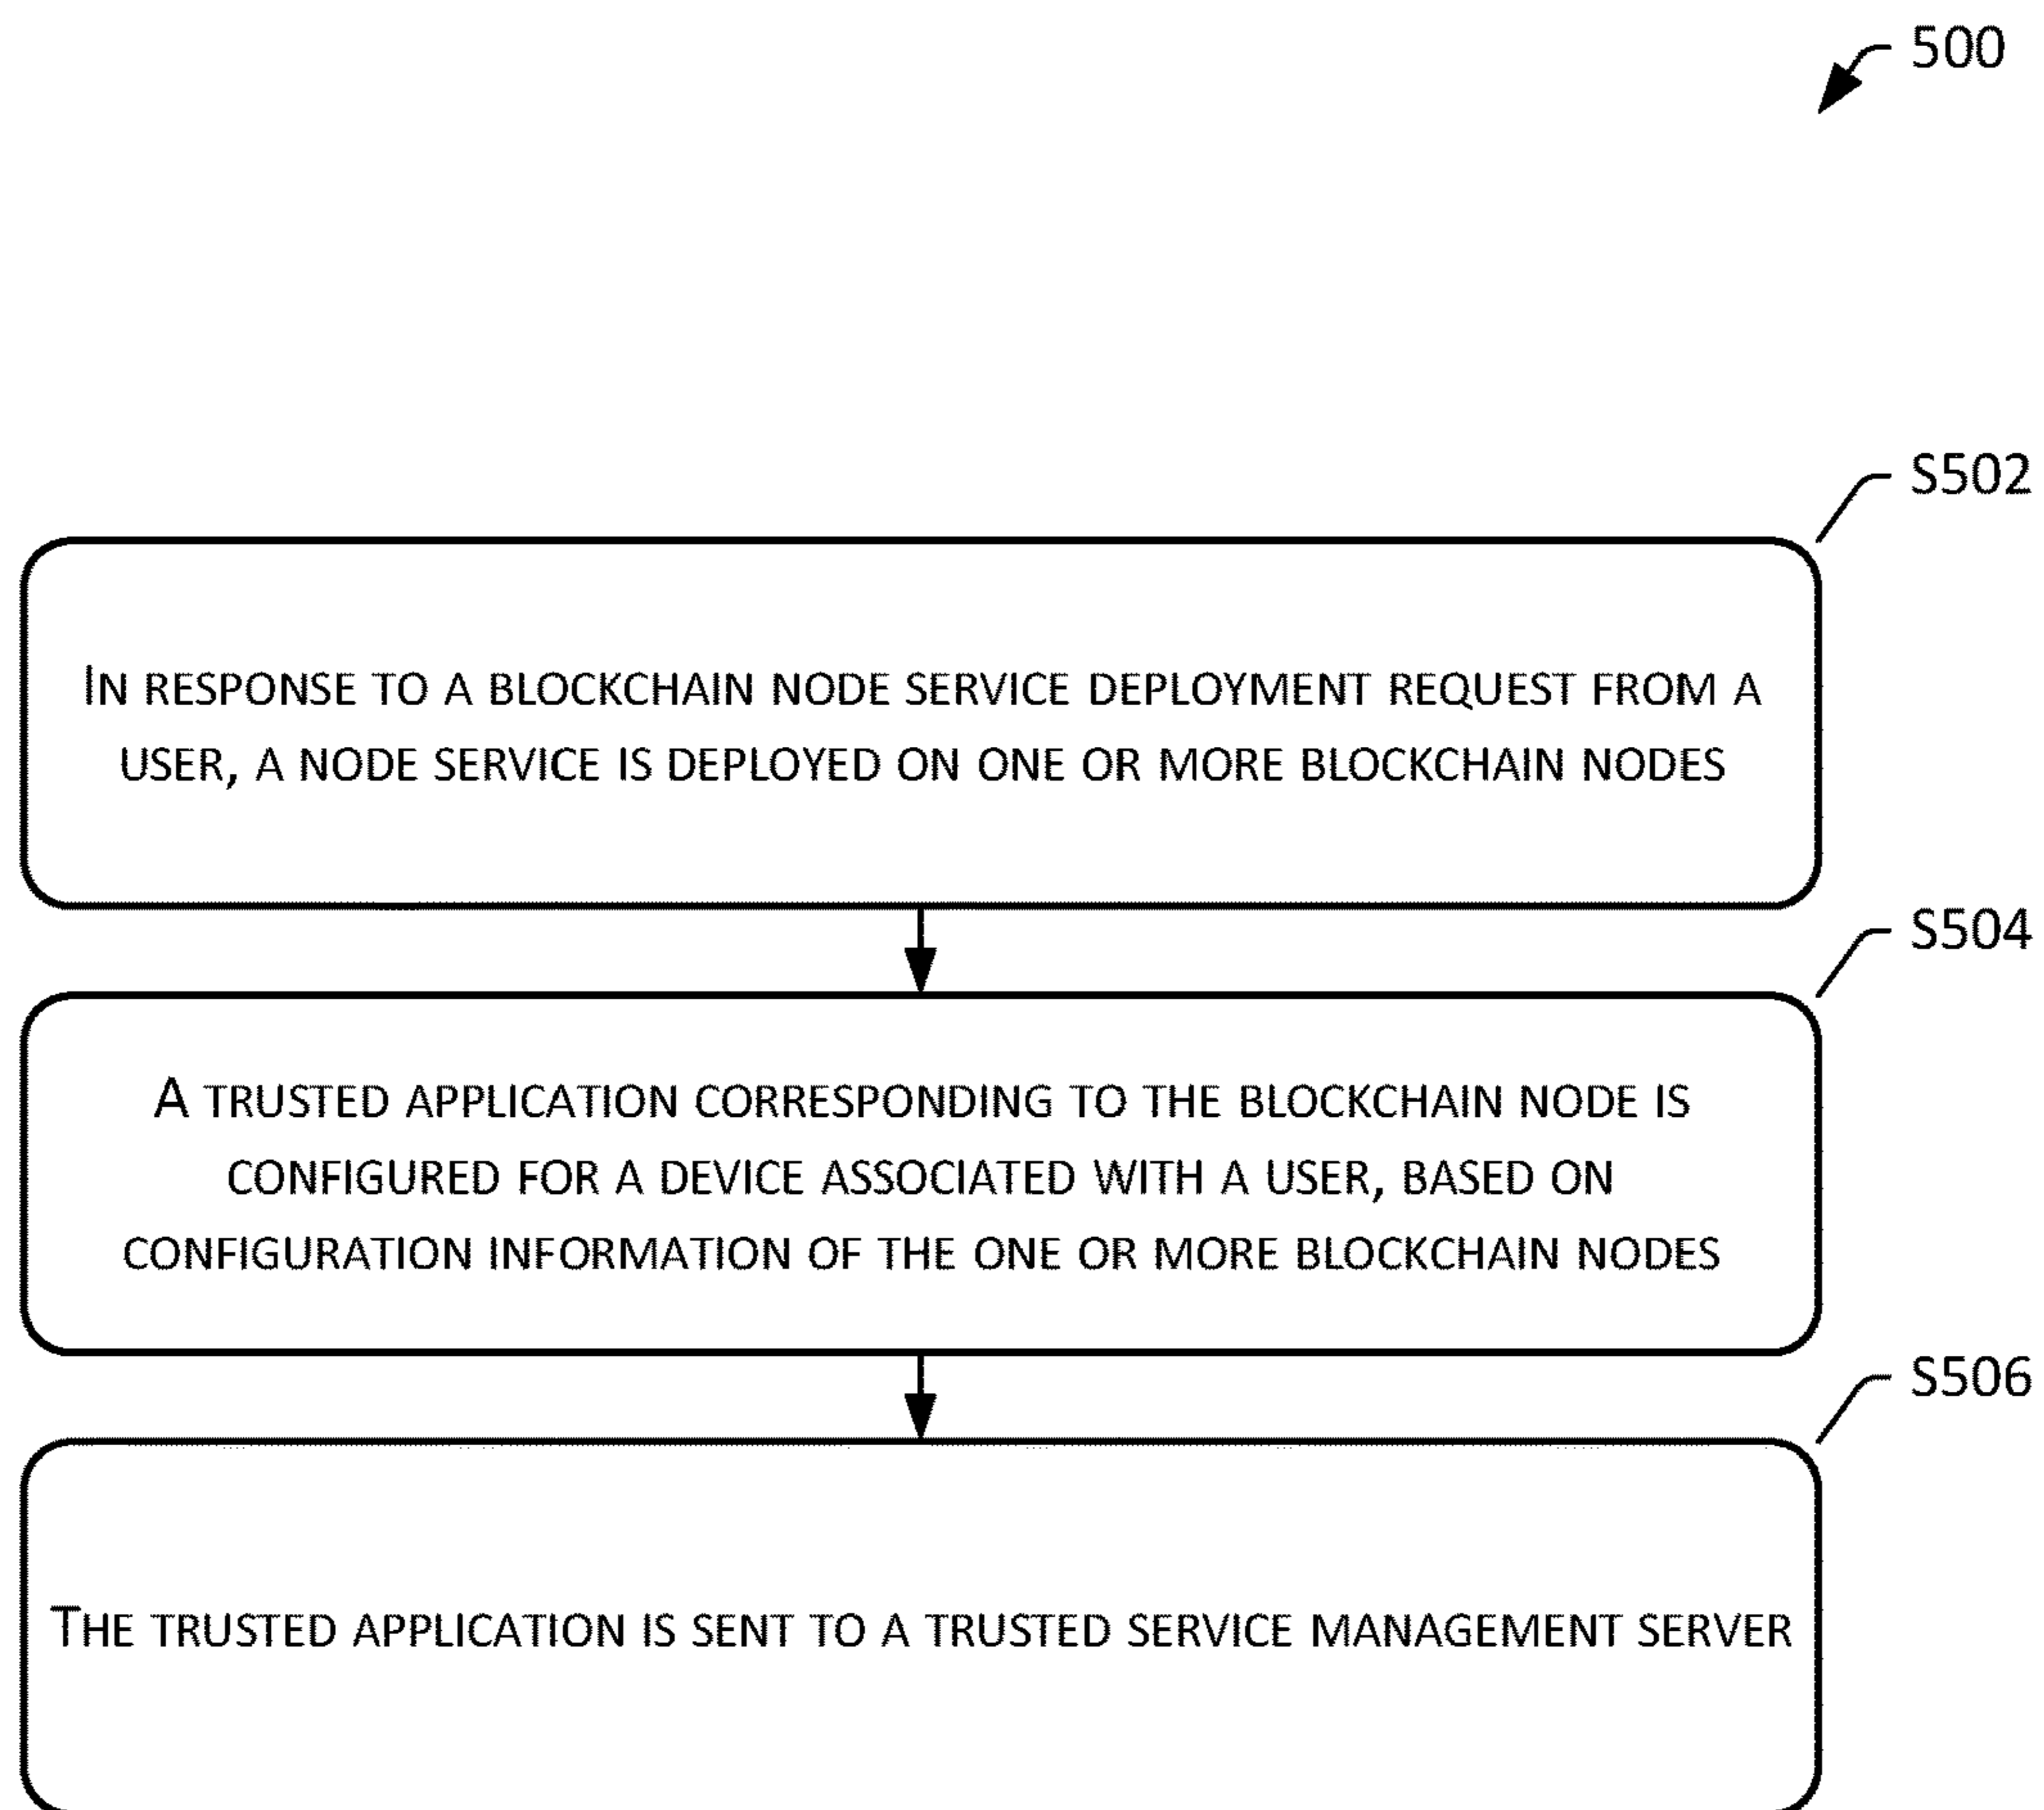 500
S502
IN RESPONSE TO A BLOCKCHAIN NODE SERVICE DEPLOYMENT REQUEST FROM A
USER, A NODE SERVICE IS DEPLOYED ON ONE OR MORE BLOCKCHAIN NODES
S504
A TRUSTED APPLICATION CORRESPONDING TO THE BLOCKCHAIN NODE IS
CONFIGURED FOR A DEVICE ASSOCIATED WITH A USER, BASED ON
CONFIGURATION INFORMATION OF THE ONE OR MORE BLOCKCHAIN NODES
S506
THE TRUSTED APPLICATION IS SENT TO A TRUSTED SERVICE MANAGEMENT SERVER